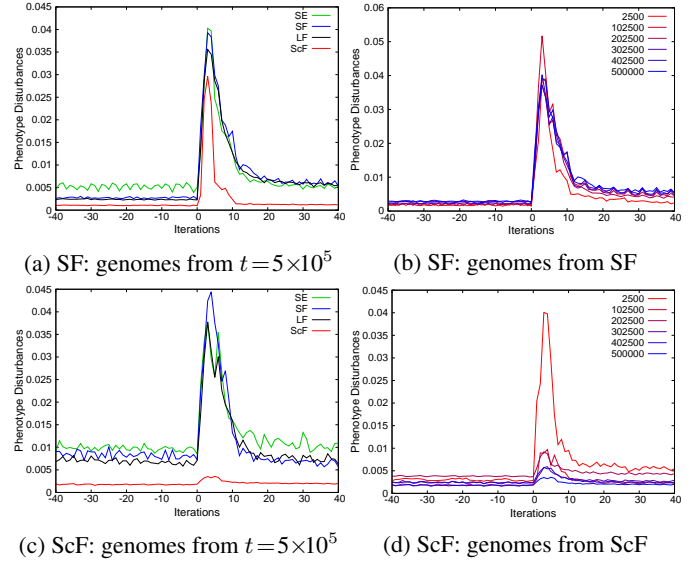 0.045
0.04
0.035
0.03
0.025
0.02
0.015
0.01
0.005
0
Phenotype Disturbances
-40 -30 -20 -10 0 10 20 30 40
Iterations
SE
SF
LF
ScF
(a) SF: genomes from t=5×10⁵
0.06
0.05
0.04
0.03
0.02
0.01
0
Phenotype Disturbances
-40 -30 -20 -10 0 10 20 30 40
Iterations
2500
102500
202500
302500
402500
500000
(b) SF: genomes from SF
0.045
0.04
0.035
0.03
0.025
0.02
0.015
0.01
0.005
0
Phenotype Disturbances
-40 -30 -20 -10 0 10 20 30 40
Iterations
SE
SF
LF
ScF
(c) ScF: genomes from t=5×10⁵
0.045
0.04
0.035
0.03
0.025
0.02
0.015
0.01
0.005
0
Phenotype Disturbances
-40 -30 -20 -10 0 10 20 30 40
Iterations
2500
102500
202500
302500
402500
500000
(d) ScF: genomes from ScF